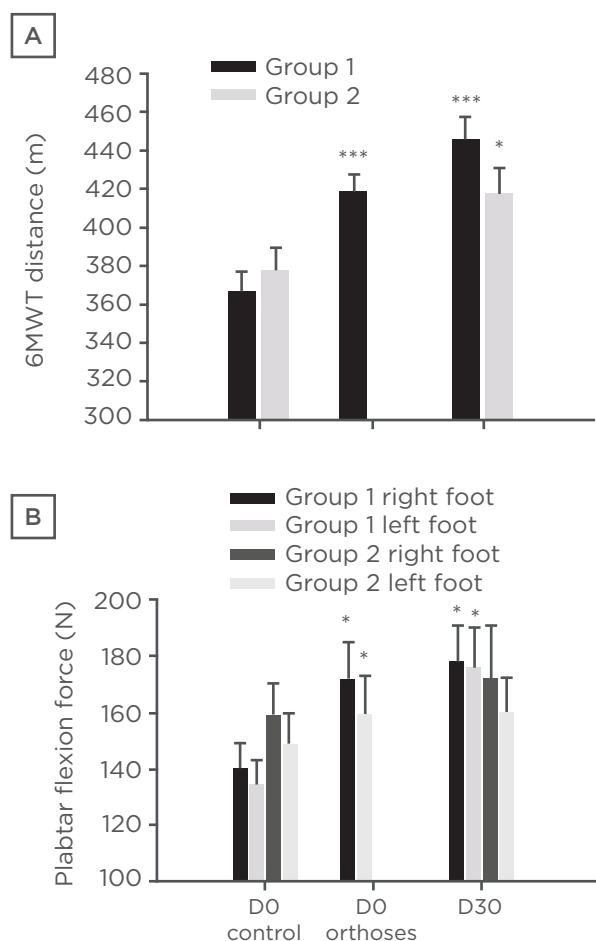 A
480
460
440
420
400
380
360
340
320
300
6MWT distance (m)
Group 1
Group 2
***
***
*
B
Group 1 right foot
Group 1 left foot
Group 2 right foot
Group 2 left foot
200
180
160
140
120
100
Plabtar flexion force (N)
*
*
*
*
D0
control
D0
orthoses
D30